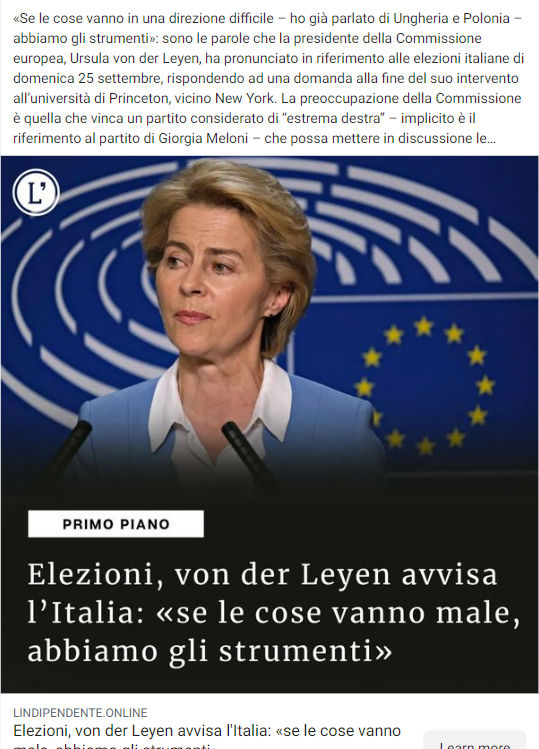 «Se le cose vanno in una direzione difficile – ho già parlato di Ungheria e Polonia –
abbiamo gli strumenti»: sono le parole che la presidente della Commissione
europea, Ursula von der Leyen, ha pronunciato in riferimento alle elezioni italiane di
domenica 25 settembre, rispondendo ad una domanda alla fine del suo intervento
all'università di Princeton, vicino New York. La preoccupazione della Commissione
è quella che vinca un partito considerato di “estrema destra” – implicito è il
riferimento al partito di Giorgia Meloni – che possa mettere in discussione le...
L’
PRIMO PIANO
Elezioni, von der Leyen avvisa
l’Italia: «se le cose vanno male,
abbiamo gli strumenti»
LINDIPENDENTE.ONLINE
Elezioni, von der Leyen avvisa l'Italia: «se le cose vanno
male, abbiamo gli strumenti»
Learn more